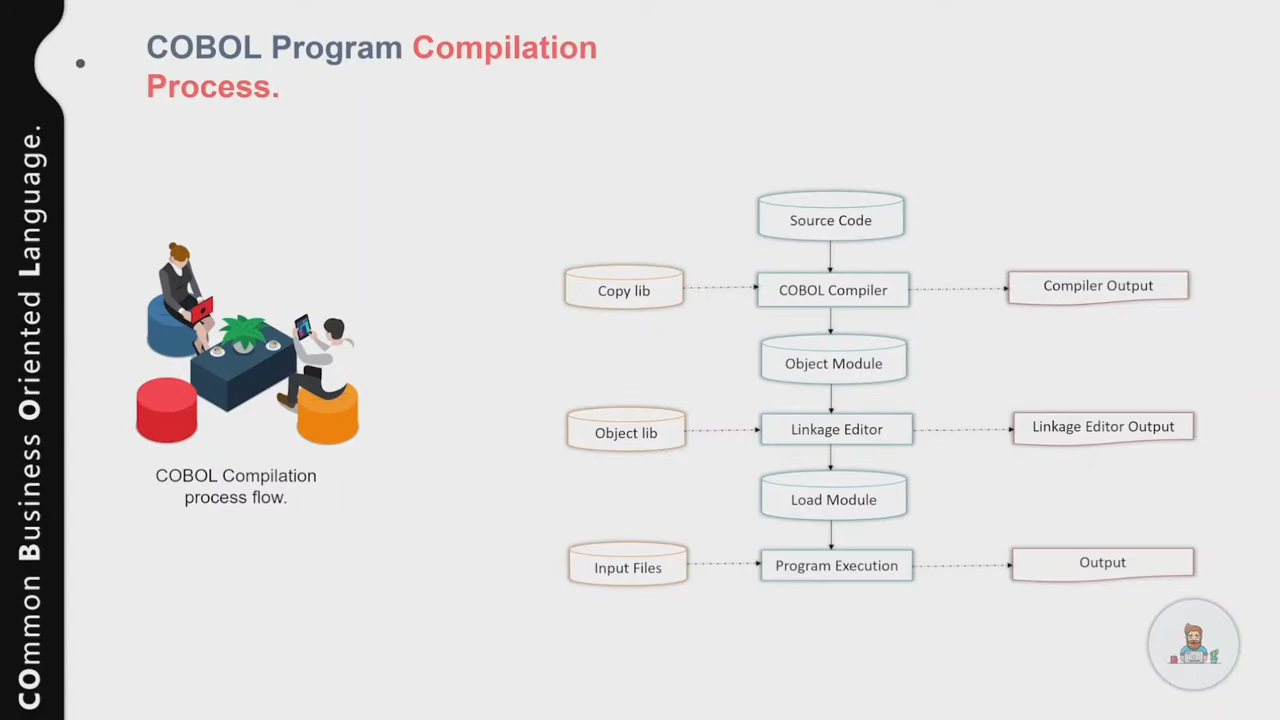 COBOL Program Compilation
Process.
COmmon Business Oriented Language.
Source Code
Copy lib
COBOL Compiler
Compiler Output
Object Module
Object lib
Linkage Editor
Linkage Editor Output
Load Module
Input Files
Program Execution
Output
COBOL Compilation
process flow.